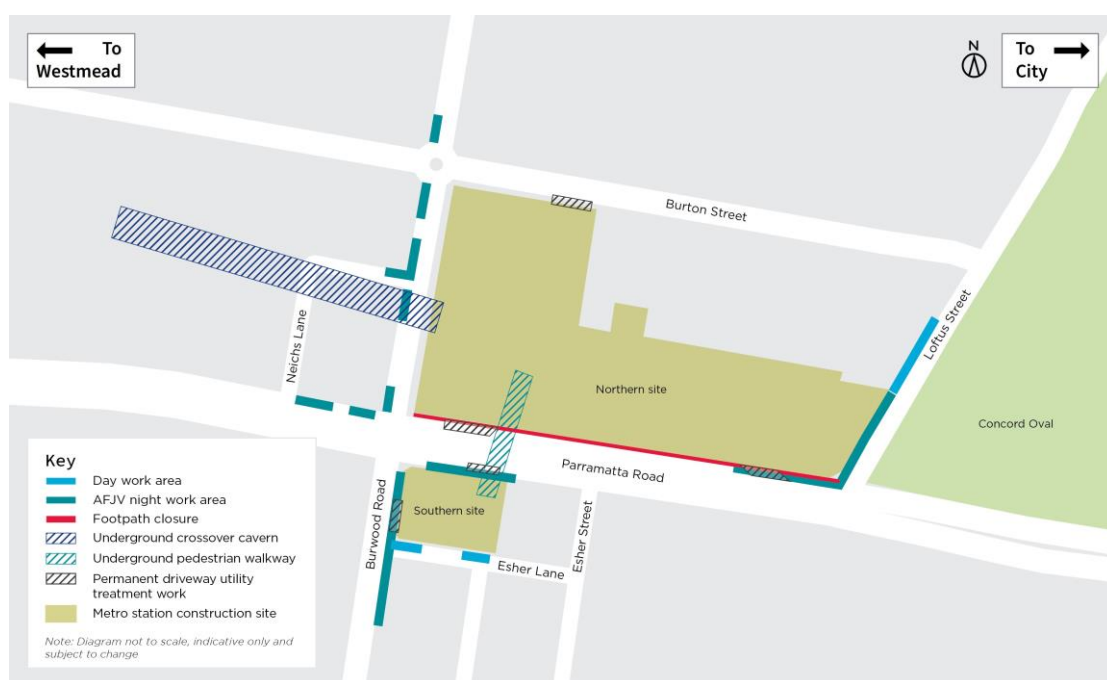 To
Westmead
N
To
City
Burton Street
Neichs Lane
Loftus Street
Northern site
Concord Oval
Parramatta Road
Southern site
Burwood Road
Esher Street
Esher Lane
Key
Day work area
AFJV night work area
Footpath closure
Underground crossover cavern
Underground pedestrian walkway
Permanent driveway utility
treatment work
Metro station construction site
Note: Diagram not to scale, indicative only and
subject to change